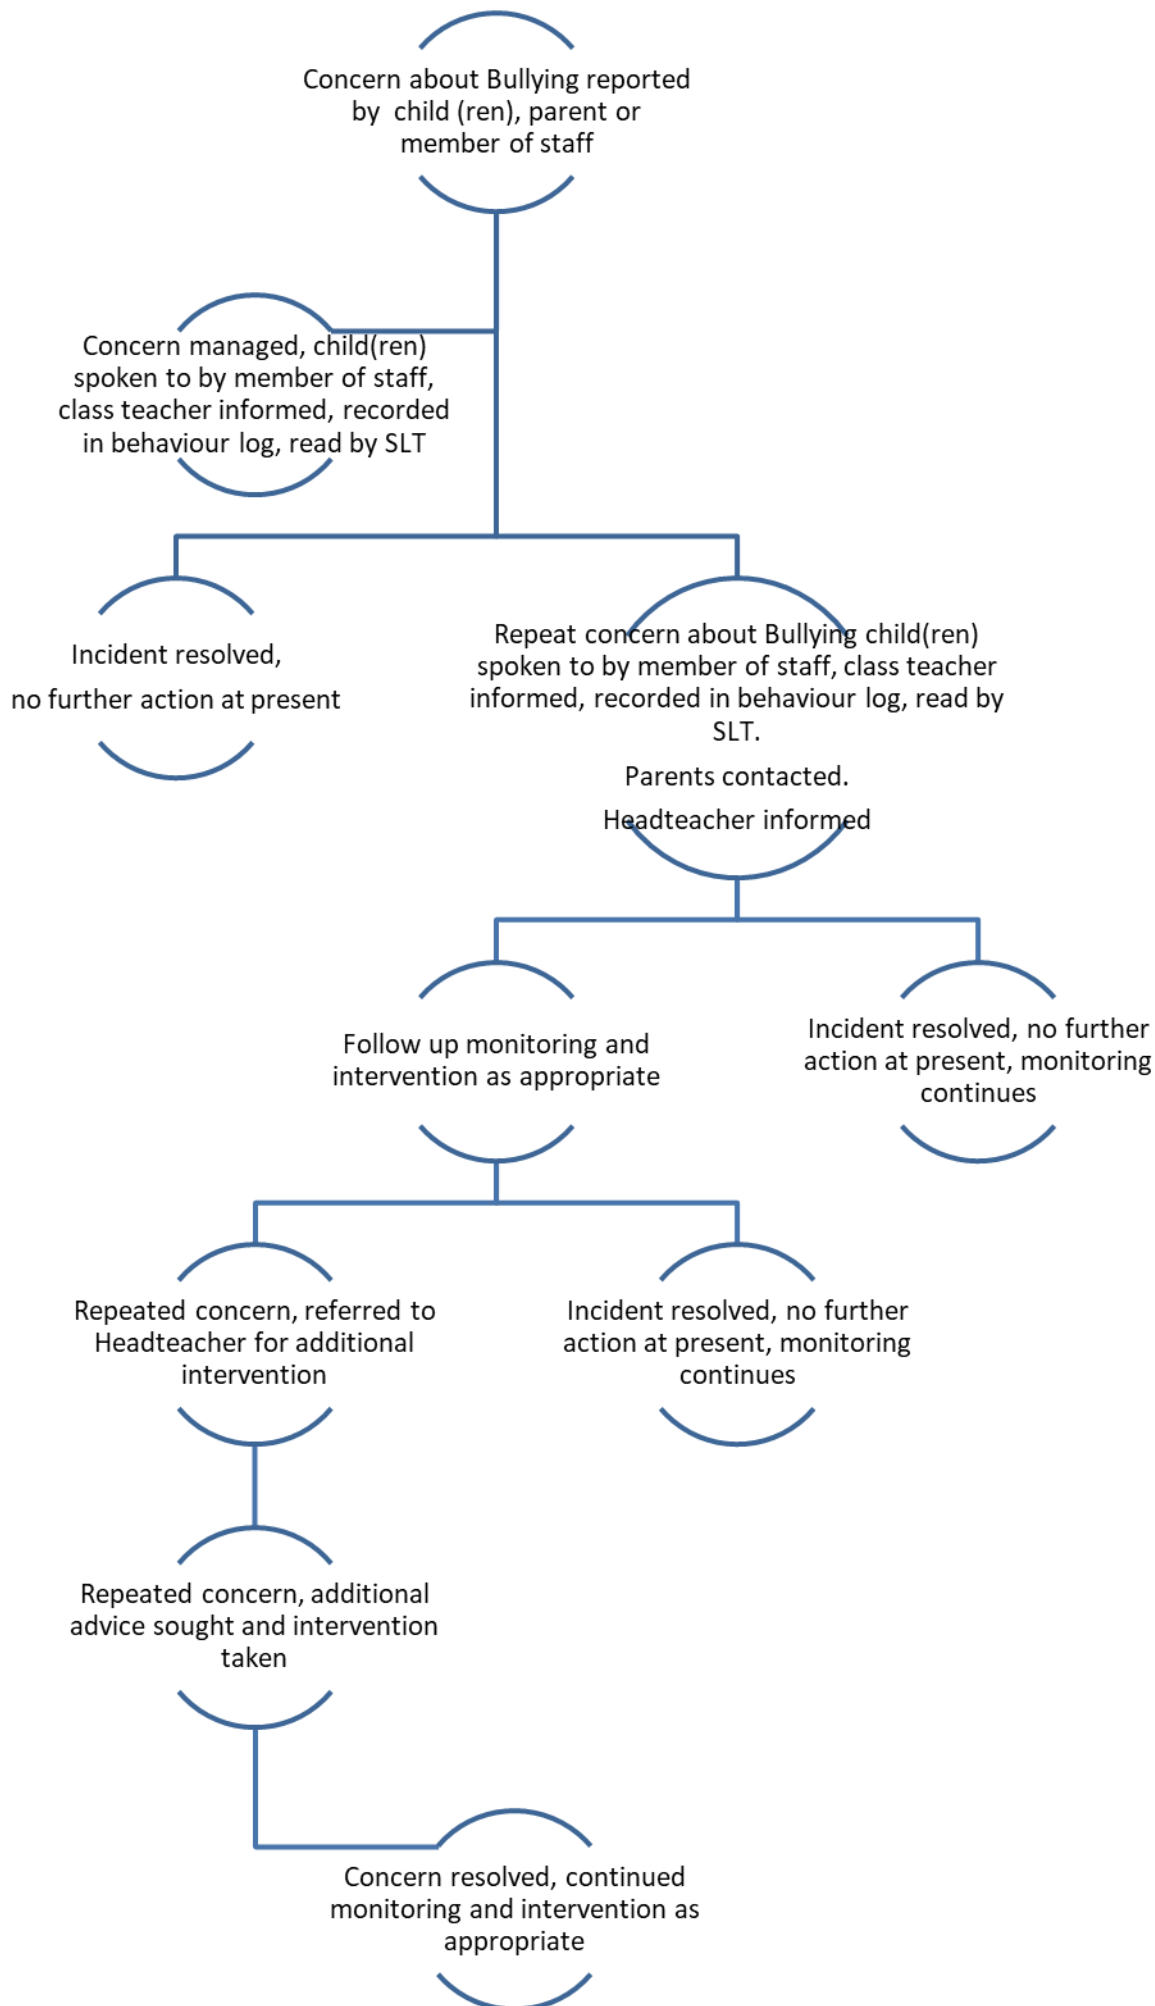 Concern about Bullying reported
by child (ren), parent or
member of staff
Concern managed, child(ren)
spoken to by member of staff,
class teacher informed, recorded
in behaviour log, read by SLT
Incident resolved,
no further action at present
Repeat concern about Bullying child(ren)
spoken to by member of staff, class teacher
informed, recorded in behaviour log, read by
SLT.
Parents contacted.
Headteacher informed
Follow up monitoring and
intervention as appropriate
Incident resolved, no further
action at present, monitoring
continues
Repeated concern, referred to
Headteacher for additional
intervention
Incident resolved, no further
action at present, monitoring
continues
Repeated concern, additional
advice sought and intervention
taken
Concern resolved, continued
monitoring and intervention as
appropriate